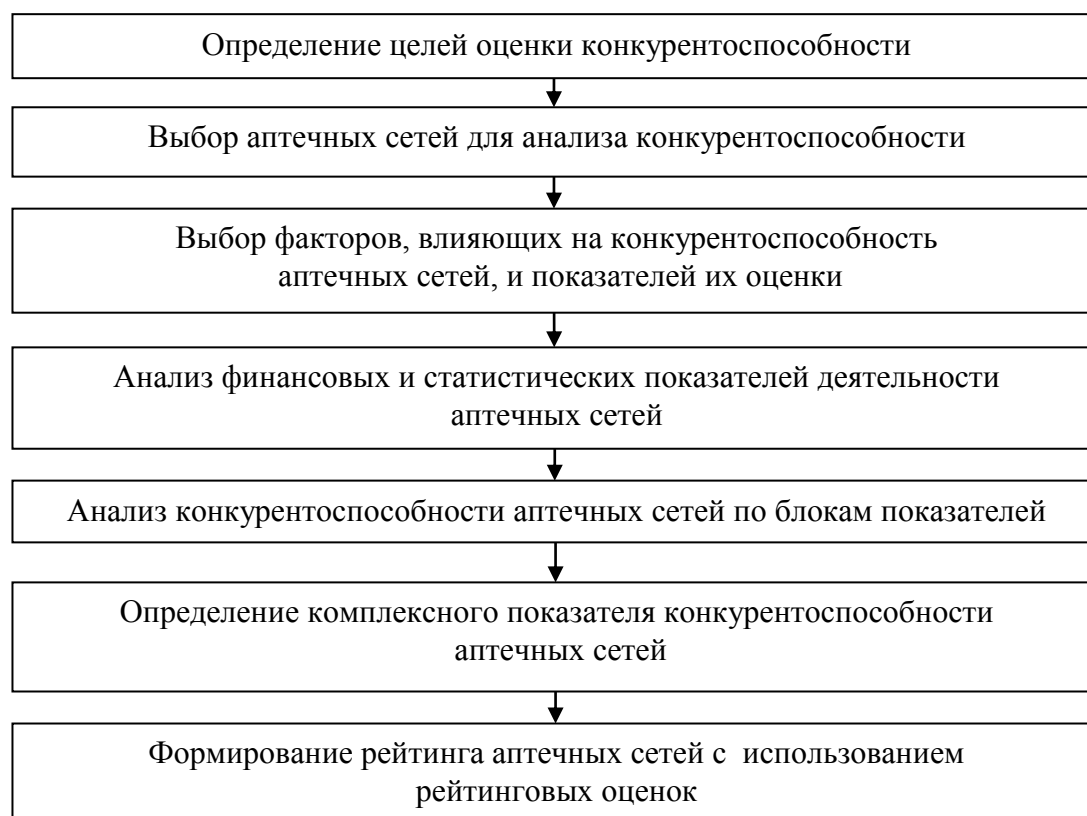 Определение целей оценки конкурентоспособности
Выбор аптечных сетей для анализа конкурентоспособности
Выбор факторов, влияющих на конкурентоспособность
аптечных сетей, и показателей их оценки
Анализ финансовых и статистических показателей деятельности
аптечных сетей
Анализ конкурентоспособности аптечных сетей по блокам показателей
Определение комплексного показателя конкурентоспособности
аптечных сетей
Формирование рейтинга аптечных сетей с использованием
рейтинговых оценок